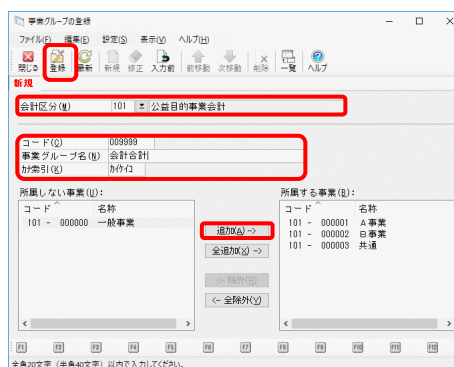 事業グループの登録
ファイル(F) 編集(E) 設定(S) 表示(V) ヘルプ(H)
閉じる 登録 最新 新規 修正 入力前 前移動 次移動 削除 一覧 ヘルプ
新規
会計区分(M) 101 公益目的事業会計
コード(C) 009999
事業グループ名(N) 会計合計
カナ索引(K) カイケイゴ
所属しない事業(U): 所属する事業(B):
コード 名称 コード 名称
101 - 000000 一般事業 101 - 000001 A事業
101 - 000002 B事業
101 - 000003 共通
追加(A) ->
全追加(X) ->
<- 除外(R)
<- 全除外(Y)
F1 F2 F3 F4 F5 F6 F7 F8 F9 F10 F11 F12
全角20文字 (半角40文字) 以内で入力してください。